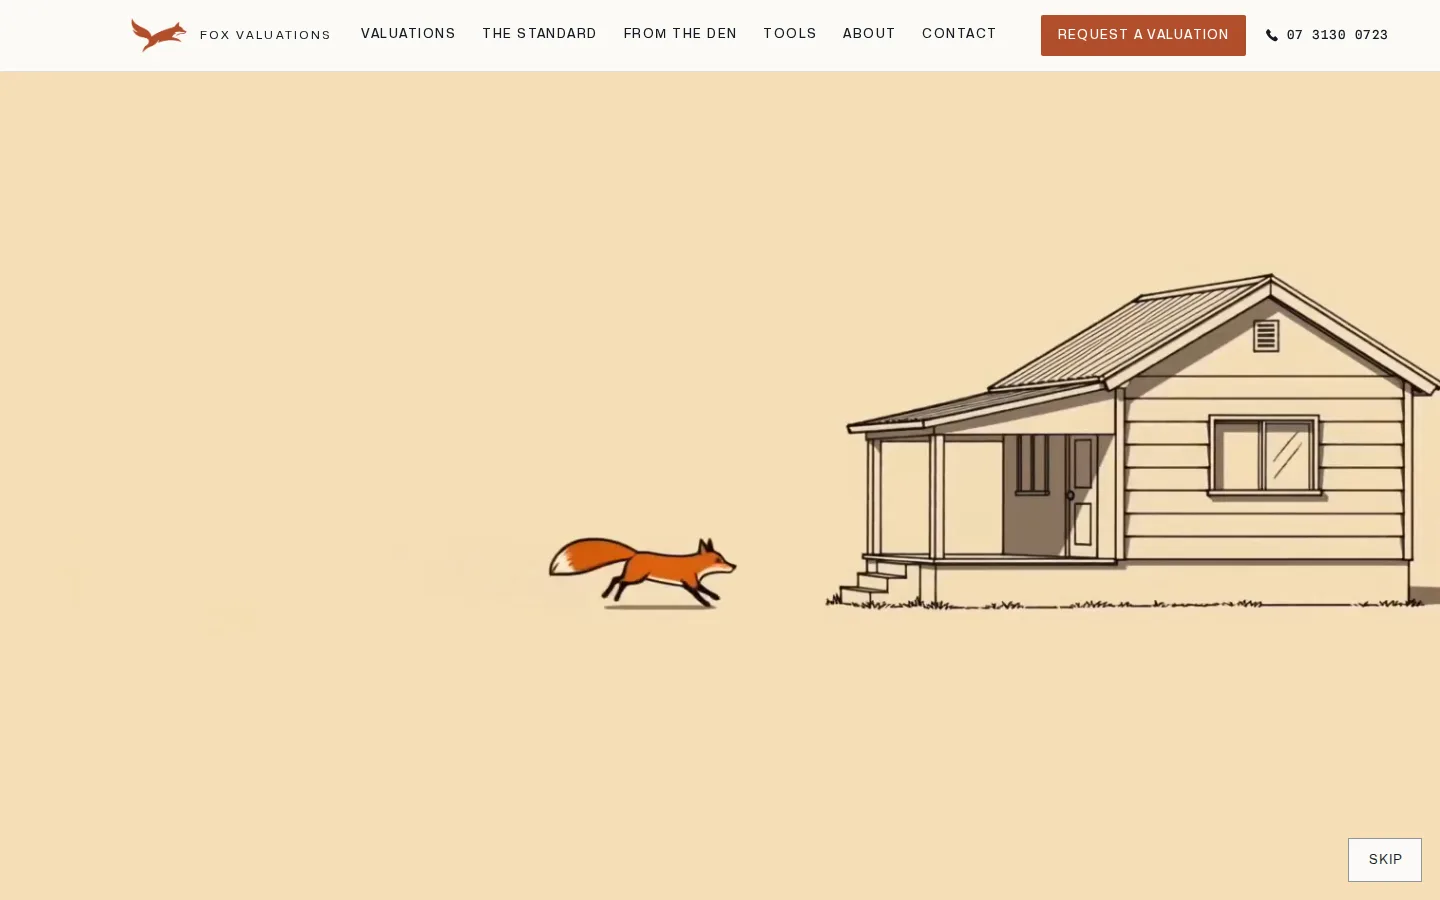 FOX VALUATIONS
VALUATIONS
THE STANDARD
FROM THE DEN
TOOLS
ABOUT
CONTACT
REQUEST A VALUATION
07 3130 0723
SKIP